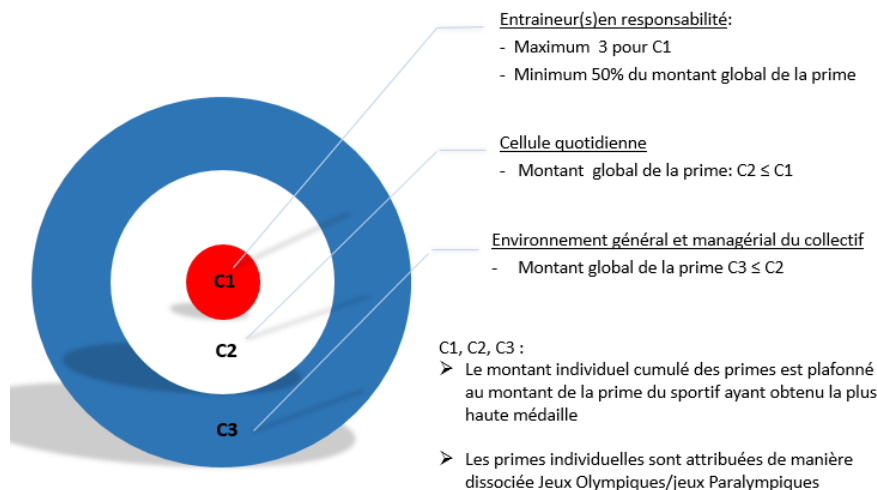 Entraineur(s)en responsabilité:
- Maximum 3 pour C1
- Minimum 50% du montant global de la prime
Cellule quotidienne
- Montant global de la prime: C2 ≤ C1
Environnement général et managérial du collectif
- Montant global de la prime C3 ≤ C2
C1
C2
C3
C1, C2, C3 :
➢ Le montant individuel cumulé des primes est plafonné
au montant de la prime du sportif ayant obtenu la plus
haute médaille
➢ Les primes individuelles sont attribuées de manière
dissociée Jeux Olympiques/jeux Paralympiques